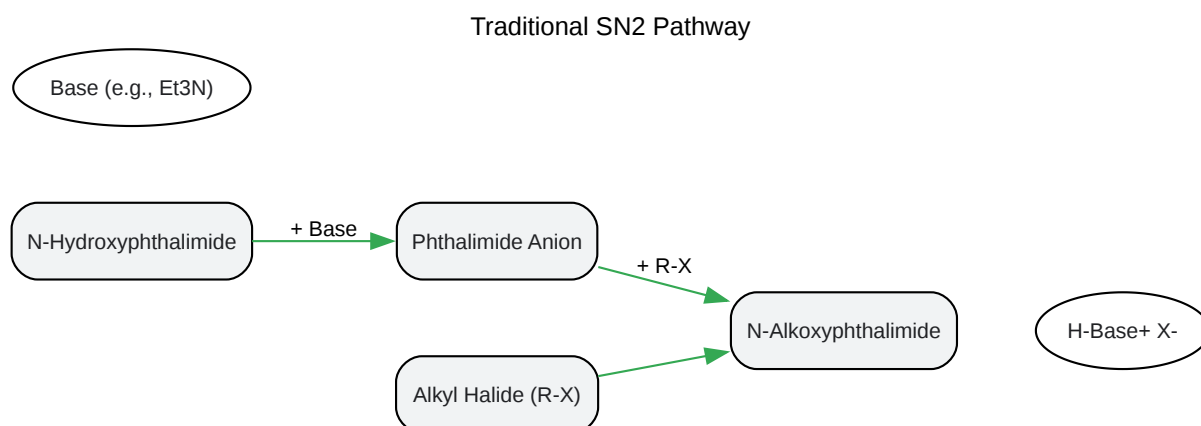 Traditional SN2 Pathway
Base (e.g., Et3N)
N-Hydroxyphthalimide
+ Base
Phthalimide Anion
+ R-X
N-Alkoxyphthalimide
H-Base+ X-
Alkyl Halide (R-X)